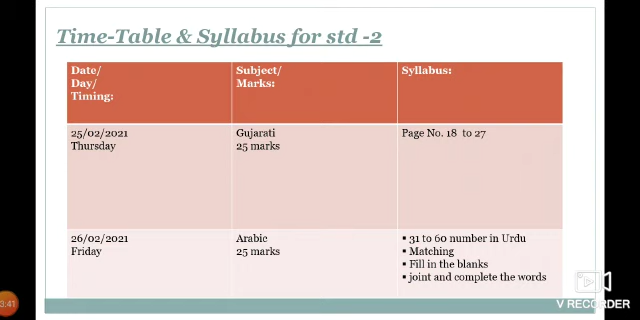 Time-Table & Syllabus for std -2
Date/
Day/
Timing:
Subject/
Marks:
Syllabus:
25/02/2021
Thursday
Gujarati
25 marks
Page No. 18 to 27
26/02/2021
Friday
Arabic
25 marks
▪ 31 to 60 number in Urdu
▪ Matching
▪ Fill in the blanks
▪ joint and complete the words
3:41
V RECORDER